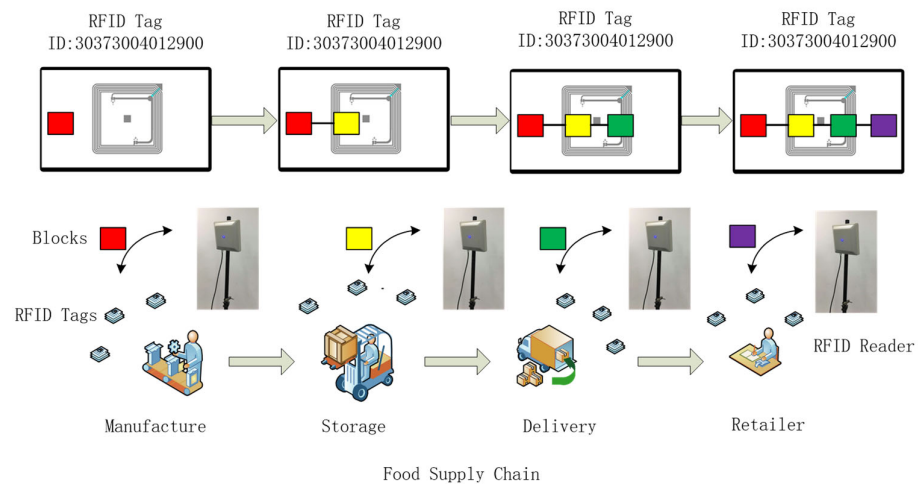 RFID Tag
ID:30373004012900
RFID Tag
ID:30373004012900
RFID Tag
ID:30373004012900
RFID Tag
ID:30373004012900
Blocks
RFID Tags
RFID Reader
Manufacture
Storage
Delivery
Retailer
Food Supply Chain